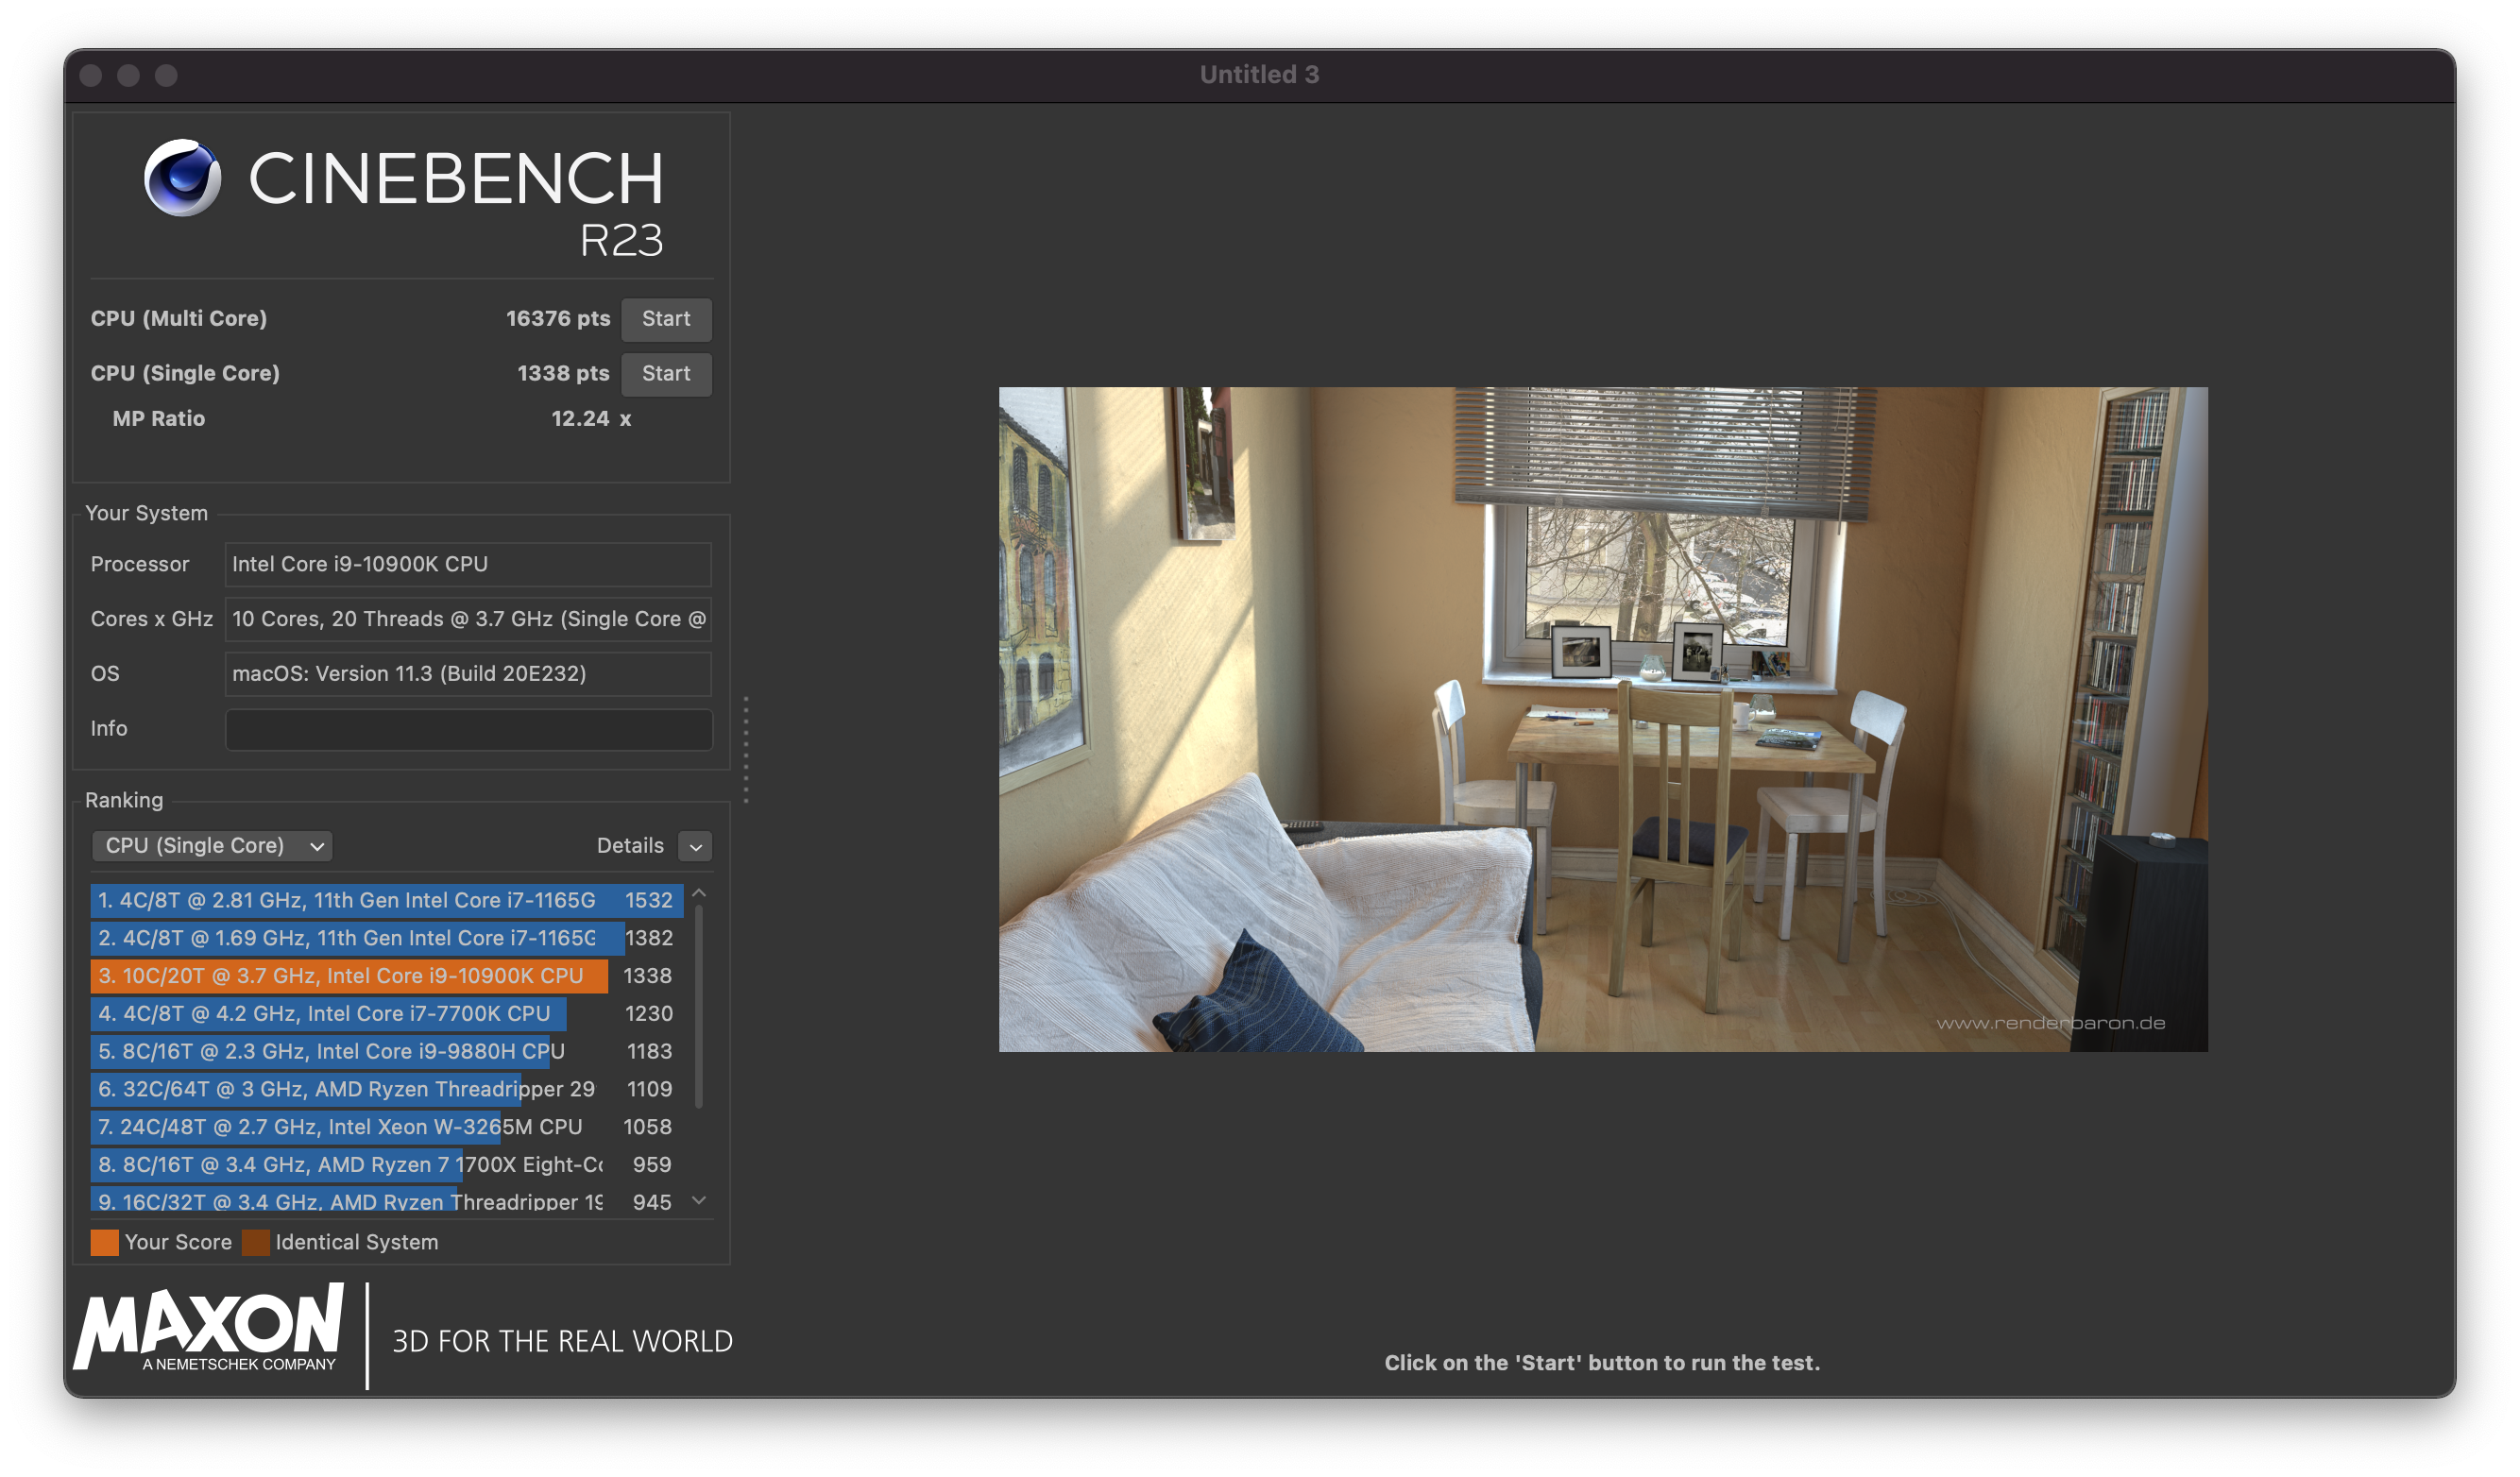 Untitled 3
CINEBENCH
R23
CPU (Multi Core) 16376 pts Start
CPU (Single Core) 1338 pts Start
MP Ratio 12.24 x
Your System
Processor Intel Core i9-10900K CPU
Cores x GHz 10 Cores, 20 Threads @ 3.7 GHz (Single Core @
OS macOS: Version 11.3 (Build 20E232)
Info
Ranking
CPU (Single Core) Details
1. 4C/8T @ 2.81 GHz, 11th Gen Intel Core i7-1165G 1532
2. 4C/8T @ 1.69 GHz, 11th Gen Intel Core i7-1165G 1382
3. 10C/20T @ 3.7 GHz, Intel Core i9-10900K CPU 1338
4. 4C/8T @ 4.2 GHz, Intel Core i7-7700K CPU 1230
5. 8C/16T @ 2.3 GHz, Intel Core i9-9880H CPU 1183
6. 32C/64T @ 3 GHz, AMD Ryzen Threadripper 29 1109
7. 24C/48T @ 2.7 GHz, Intel Xeon W-3265M CPU 1058
8. 8C/16T @ 3.4 GHz, AMD Ryzen 7 1700X Eight-Co 959
9. 16C/32T @ 3.4 GHz, AMD Ryzen Threadripper 19 945
Your Score Identical System
MAXON
A NEMETSCHEK COMPANY
3D FOR THE REAL WORLD
www.renderbaron.de
Click on the 'Start' button to run the test.